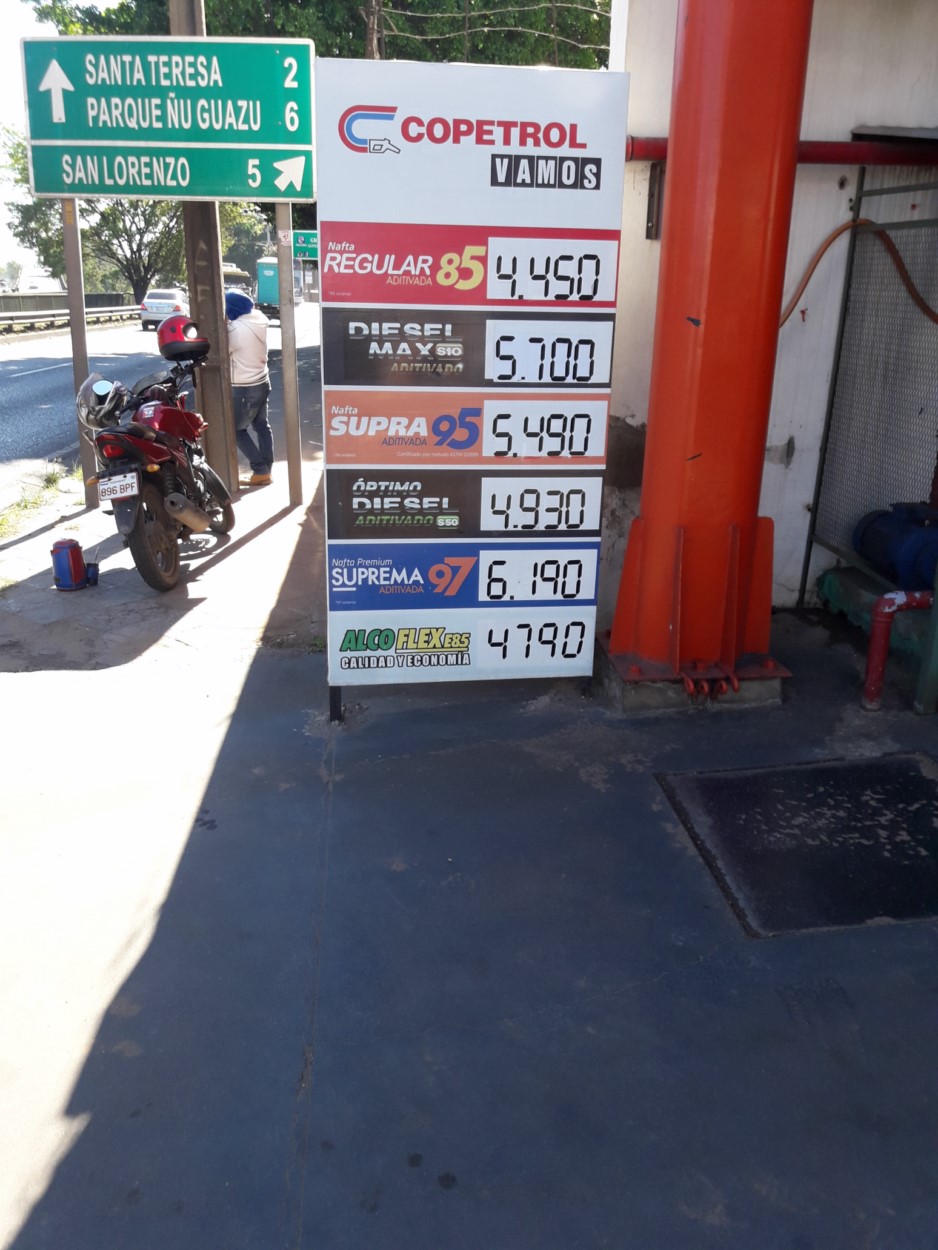 SANTA TERESA 2
PARQUE ÑU GUAZU 6
SAN LORENZO 5
COPETROL
VAMOS
Nafta
REGULAR 85 4.450
ADITIVADA
DIESEL
MAX S10 5.700
ADITIVADO
Nafta
SUPRA 95 5.490
ADITIVADA
ÓPTIMO
DIESEL 4.930
ADITIVADO S50
Nafta Premium
SUPREMA 97 6.190
ADITIVADA
ALCO FLEX E85 4790
CALIDAD Y ECONOMÍA
896 BPF